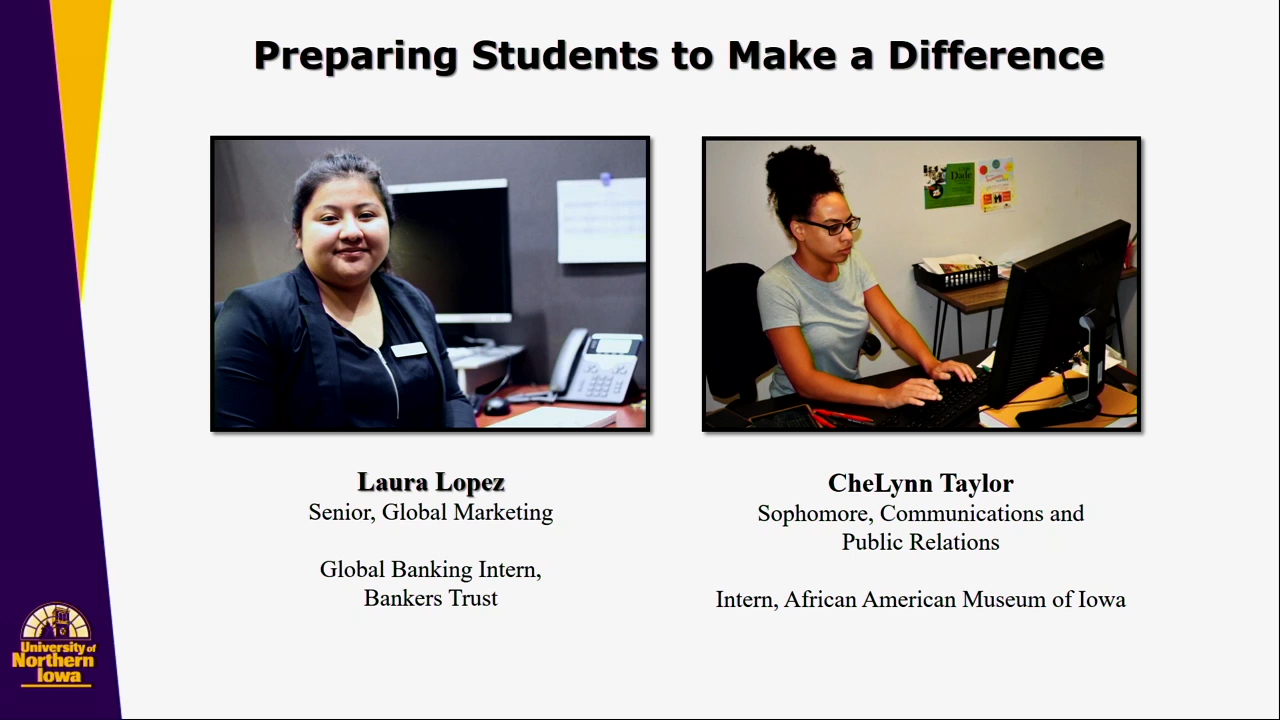 Preparing Students to Make a Difference
Dade
Laura Lopez
Senior, Global Marketing
Global Banking Intern,
Bankers Trust
CheLynn Taylor
Sophomore, Communications and
Public Relations
Intern, African American Museum of Iowa
University of
Northern
Iowa